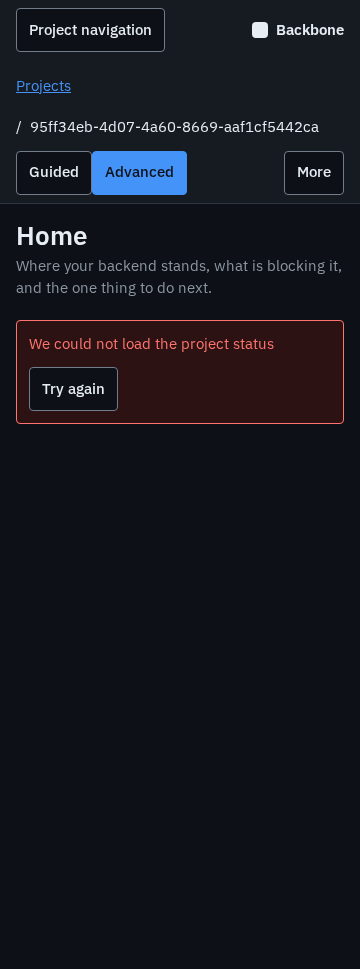 Project navigation
Backbone
Projects
/ 95ff34eb-4d07-4a60-8669-aaf1cf5442ca
Guided
Advanced
More
Home
Where your backend stands, what is blocking it,
and the one thing to do next.
We could not load the project status
Try again